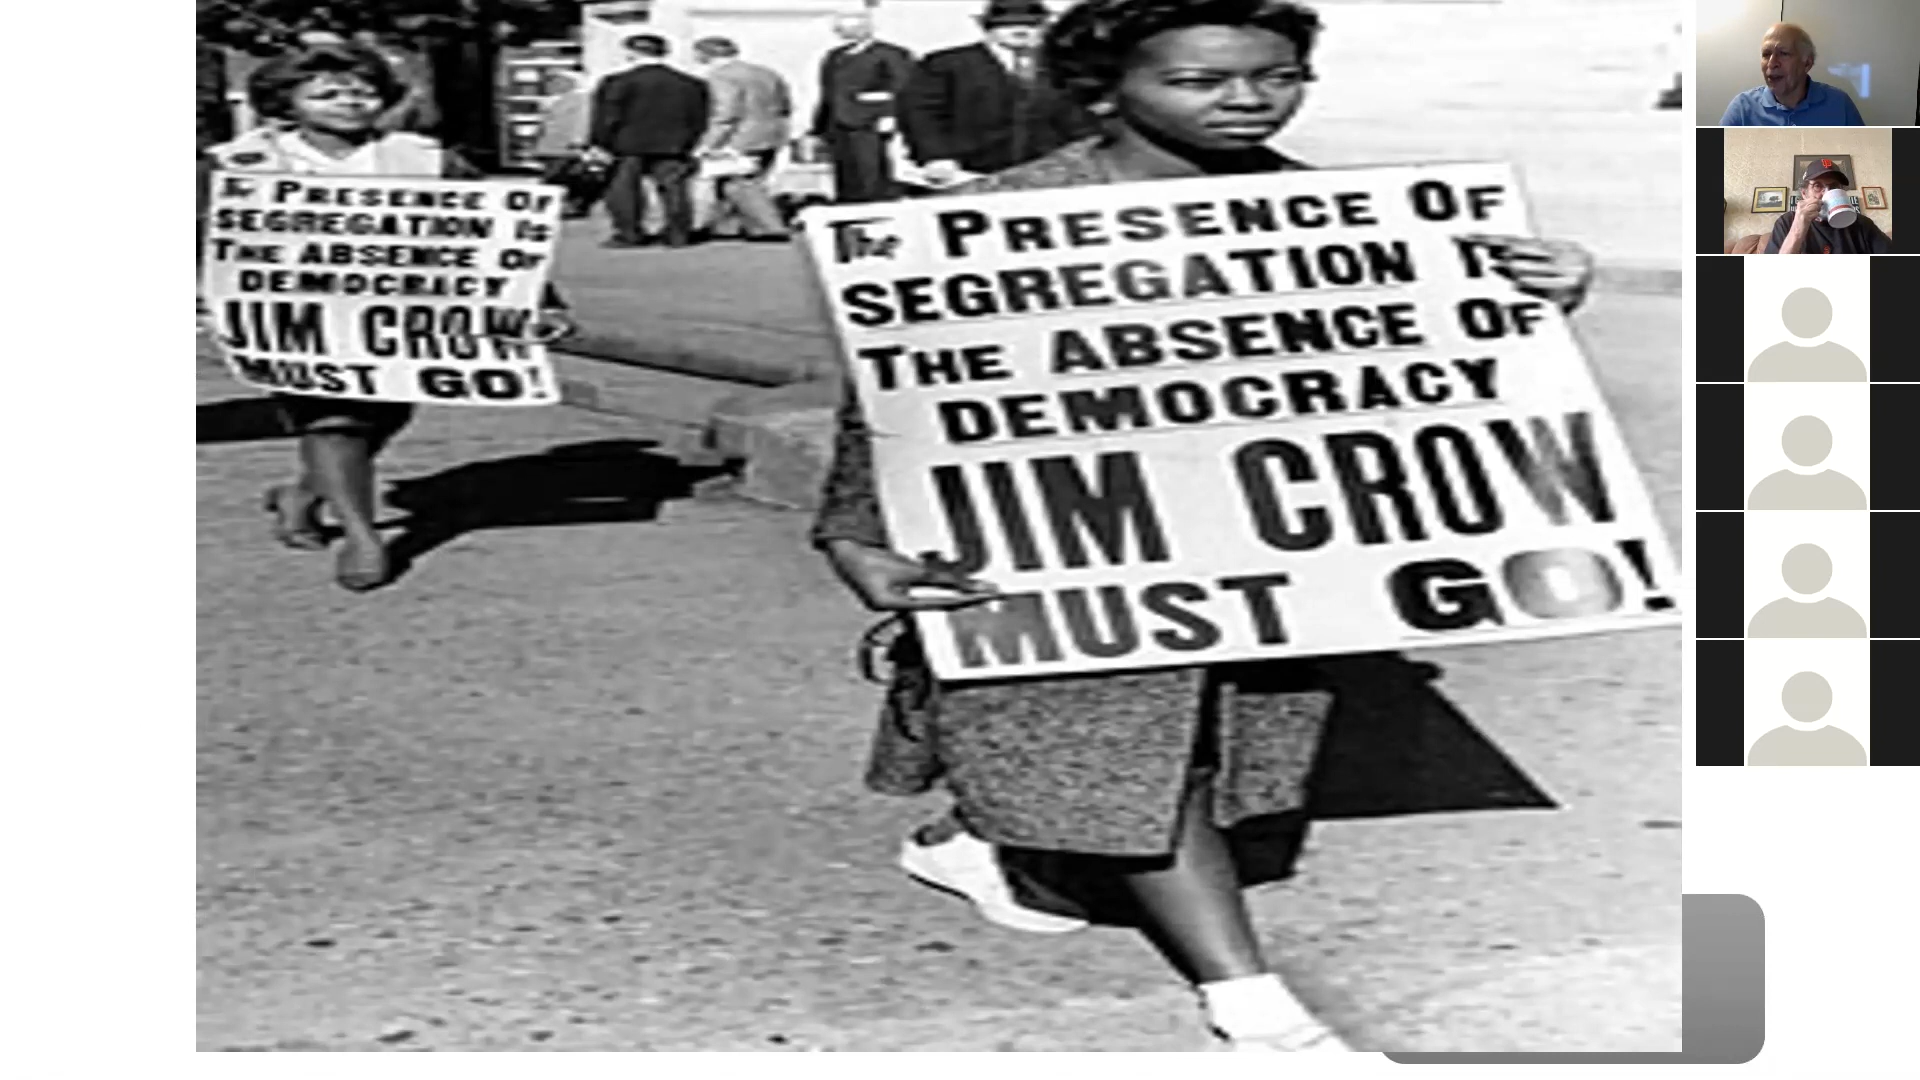 The PRESENCE OF
SEGREGATION IS
THE ABSENCE OF
DEMOCRACY
JIM CROW
MUST GO!
The PRESENCE OF
SEGREGATION IS
THE ABSENCE OF
DEMOCRACY
JIM CROW
MUST GO!